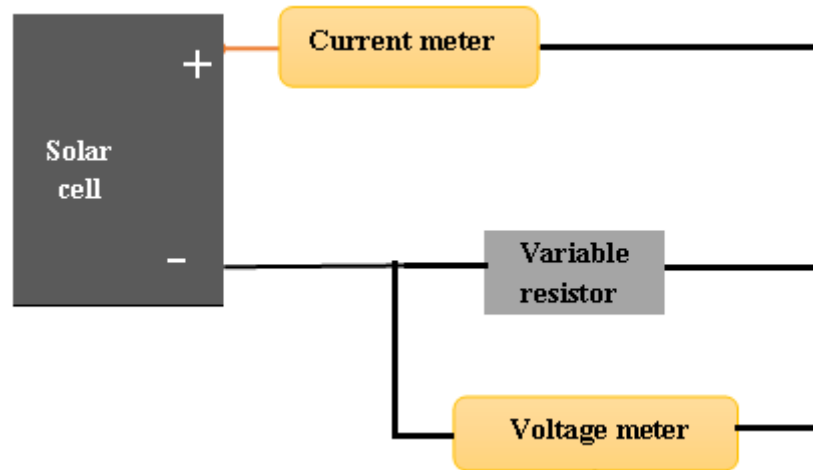 Current meter
+
Solar
cell
-
Variable
resistor
Voltage meter